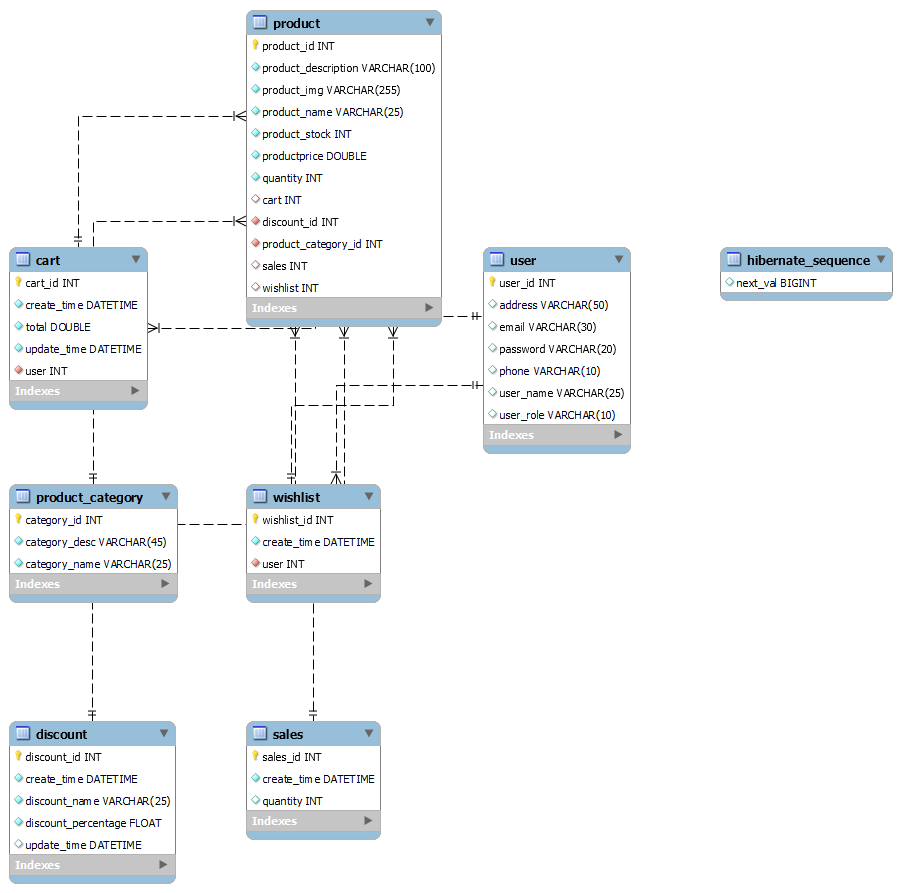 product
product_id INT
product_description VARCHAR(100)
product_img VARCHAR(255)
product_name VARCHAR(25)
product_stock INT
productprice DOUBLE
quantity INT
cart INT
discount_id INT
product_category_id INT
sales INT
wishlist INT
Indexes
cart
cart_id INT
create_time DATETIME
total DOUBLE
update_time DATETIME
user INT
Indexes
user
user_id INT
address VARCHAR(50)
email VARCHAR(30)
password VARCHAR(20)
phone VARCHAR(10)
user_name VARCHAR(25)
user_role VARCHAR(10)
Indexes
hibernate_sequence
next_val BIGINT
product_category
category_id INT
category_desc VARCHAR(45)
category_name VARCHAR(25)
Indexes
wishlist
wishlist_id INT
create_time DATETIME
user INT
Indexes
discount
discount_id INT
create_time DATETIME
discount_name VARCHAR(25)
discount_percentage FLOAT
update_time DATETIME
Indexes
sales
sales_id INT
create_time DATETIME
quantity INT
Indexes